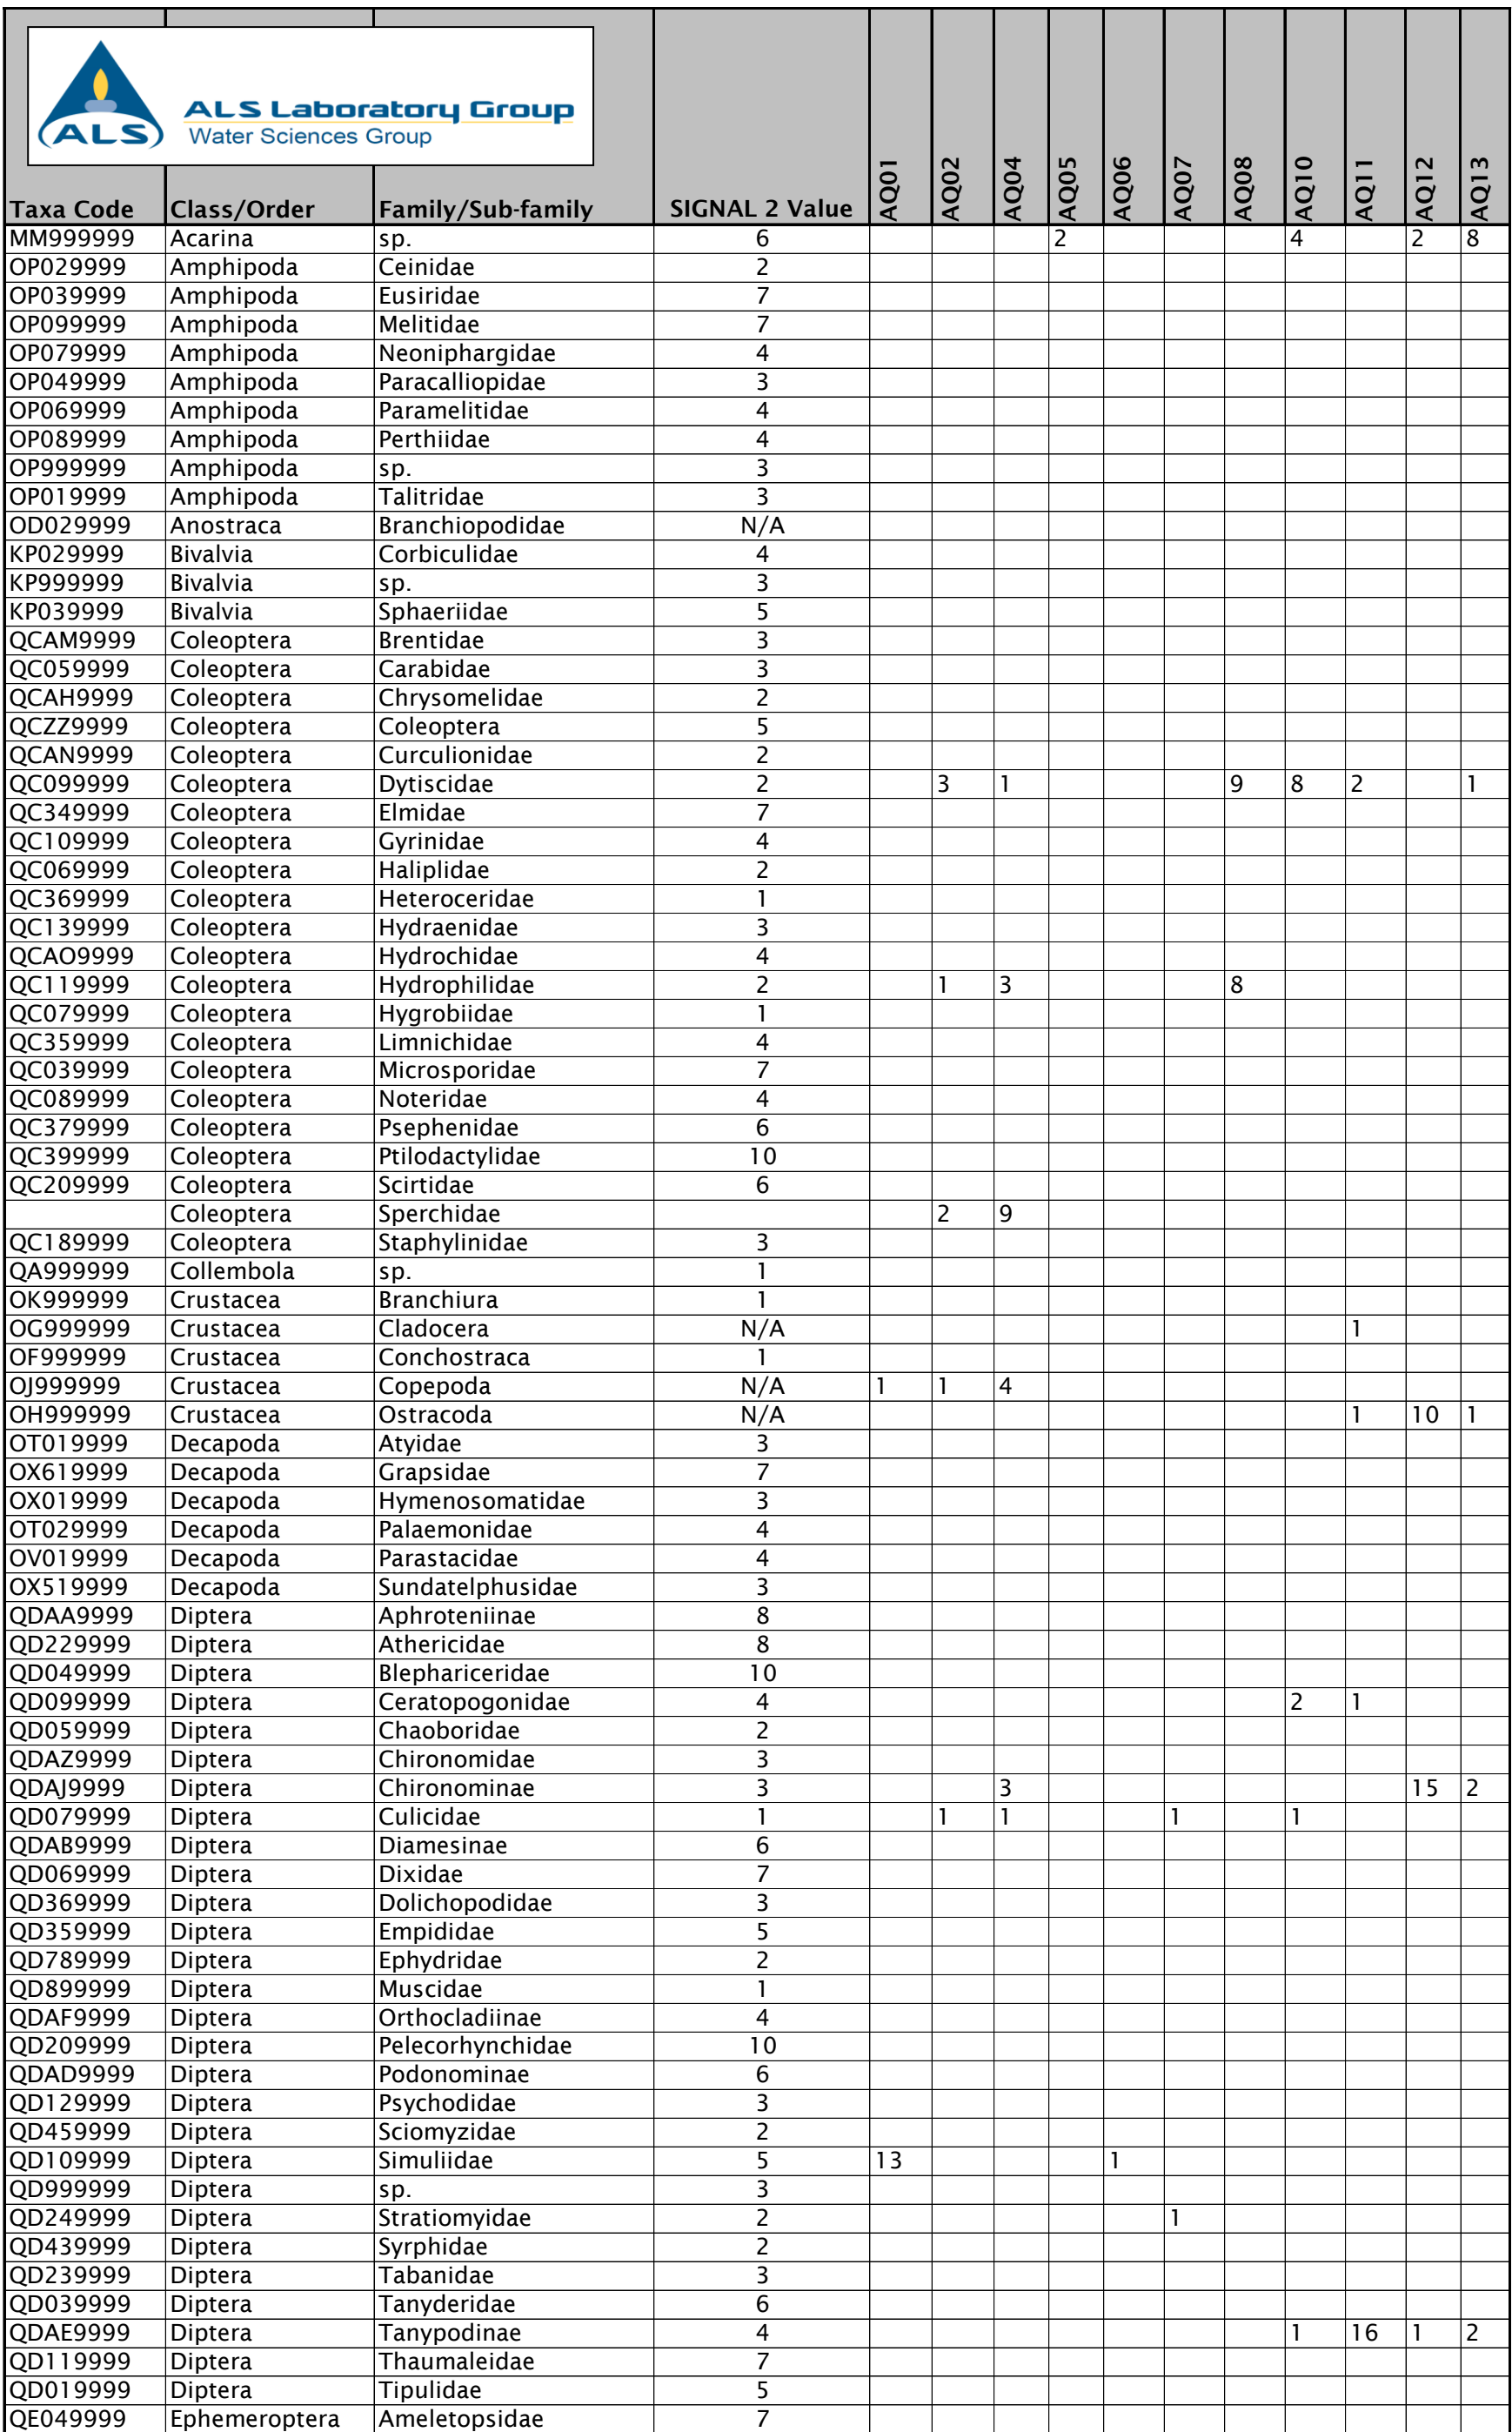 ALS
ALS Laboratory Group
Water Sciences Group
Taxa Code Class/Order Family/Sub-family SIGNAL 2 Value AQ01 AQ02 AQ04 AQ05 AQ06 AQ07 AQ08 AQ10 AQ11 AQ12 AQ13
MM999999 Acarina sp. 6 2 4 2 8
OP029999 Amphipoda Ceinidae 2
OP039999 Amphipoda Eusiridae 7
OP099999 Amphipoda Melitidae 7
OP079999 Amphipoda Neoniphargidae 4
OP049999 Amphipoda Paracalliopidae 3
OP069999 Amphipoda Paramelitidae 4
OP089999 Amphipoda Perthiidae 4
OP999999 Amphipoda sp. 3
OP019999 Amphipoda Talitridae 3
OD029999 Anostraca Branchiopodidae N/A
KP029999 Bivalvia Corbiculidae 4
KP999999 Bivalvia sp. 3
KP039999 Bivalvia Sphaeriidae 5
QCAM9999 Coleoptera Brentidae 3
QC059999 Coleoptera Carabidae 3
QCAH9999 Coleoptera Chrysomelidae 2
QCZZ9999 Coleoptera Coleoptera 5
QCAN9999 Coleoptera Curculionidae 2
QC099999 Coleoptera Dytiscidae 2 3 1 9 8 2 1
QC349999 Coleoptera Elmidae 7
QC109999 Coleoptera Gyrinidae 4
QC069999 Coleoptera Haliplidae 2
QC369999 Coleoptera Heteroceridae 1
QC139999 Coleoptera Hydraenidae 3
QCAO9999 Coleoptera Hydrochidae 4
QC119999 Coleoptera Hydrophilidae 2 1 3 8
QC079999 Coleoptera Hygrobiidae 1
QC359999 Coleoptera Limnichidae 4
QC039999 Coleoptera Microsporidae 7
QC089999 Coleoptera Noteridae 4
QC379999 Coleoptera Psephenidae 6
QC399999 Coleoptera Ptilodactylidae 10
QC209999 Coleoptera Scirtidae 6
Coleoptera Sperchidae 2 9
QC189999 Coleoptera Staphylinidae 3
QA999999 Collembola sp. 1
OK999999 Crustacea Branchiura 1
OG999999 Crustacea Cladocera N/A 1
OF999999 Crustacea Conchostraca 1
OJ999999 Crustacea Copepoda N/A 1 1 4
OH999999 Crustacea Ostracoda N/A 1 10 1
OT019999 Decapoda Atyidae 3
OX619999 Decapoda Grapsidae 7
OX019999 Decapoda Hymenosomatidae 3
OT029999 Decapoda Palaemonidae 4
OV019999 Decapoda Parastacidae 4
OX519999 Decapoda Sundatelphusidae 3
QDAA9999 Diptera Aphroteniinae 8
QD229999 Diptera Athericidae 8
QD049999 Diptera Blephariceridae 10
QD099999 Diptera Ceratopogonidae 4 2 1
QD059999 Diptera Chaoboridae 2
QDAZ9999 Diptera Chironomidae 3
QDAJ9999 Diptera Chironominae 3 3 15 2
QD079999 Diptera Culicidae 1 1 1 1 1
QDAB9999 Diptera Diamesinae 6
QD069999 Diptera Dixidae 7
QD369999 Diptera Dolichopodidae 3
QD359999 Diptera Empididae 5
QD789999 Diptera Ephydridae 2
QD899999 Diptera Muscidae 1
QDAF9999 Diptera Orthocladiinae 4
QD209999 Diptera Pelecorhynchidae 10
QDAD9999 Diptera Podonominae 6
QD129999 Diptera Psychodidae 3
QD459999 Diptera Sciomyzidae 2
QD109999 Diptera Simuliidae 5 13 1
QD999999 Diptera sp. 3
QD249999 Diptera Stratiomyidae 2 1
QD439999 Diptera Syrphidae 2
QD239999 Diptera Tabanidae 3
QD039999 Diptera Tanyderidae 6
QDAE9999 Diptera Tanypodinae 4 1 16 1 2
QD119999 Diptera Thaumaleidae 7
QD019999 Diptera Tipulidae 5
QE049999 Ephemeroptera Ameletopsidae 7